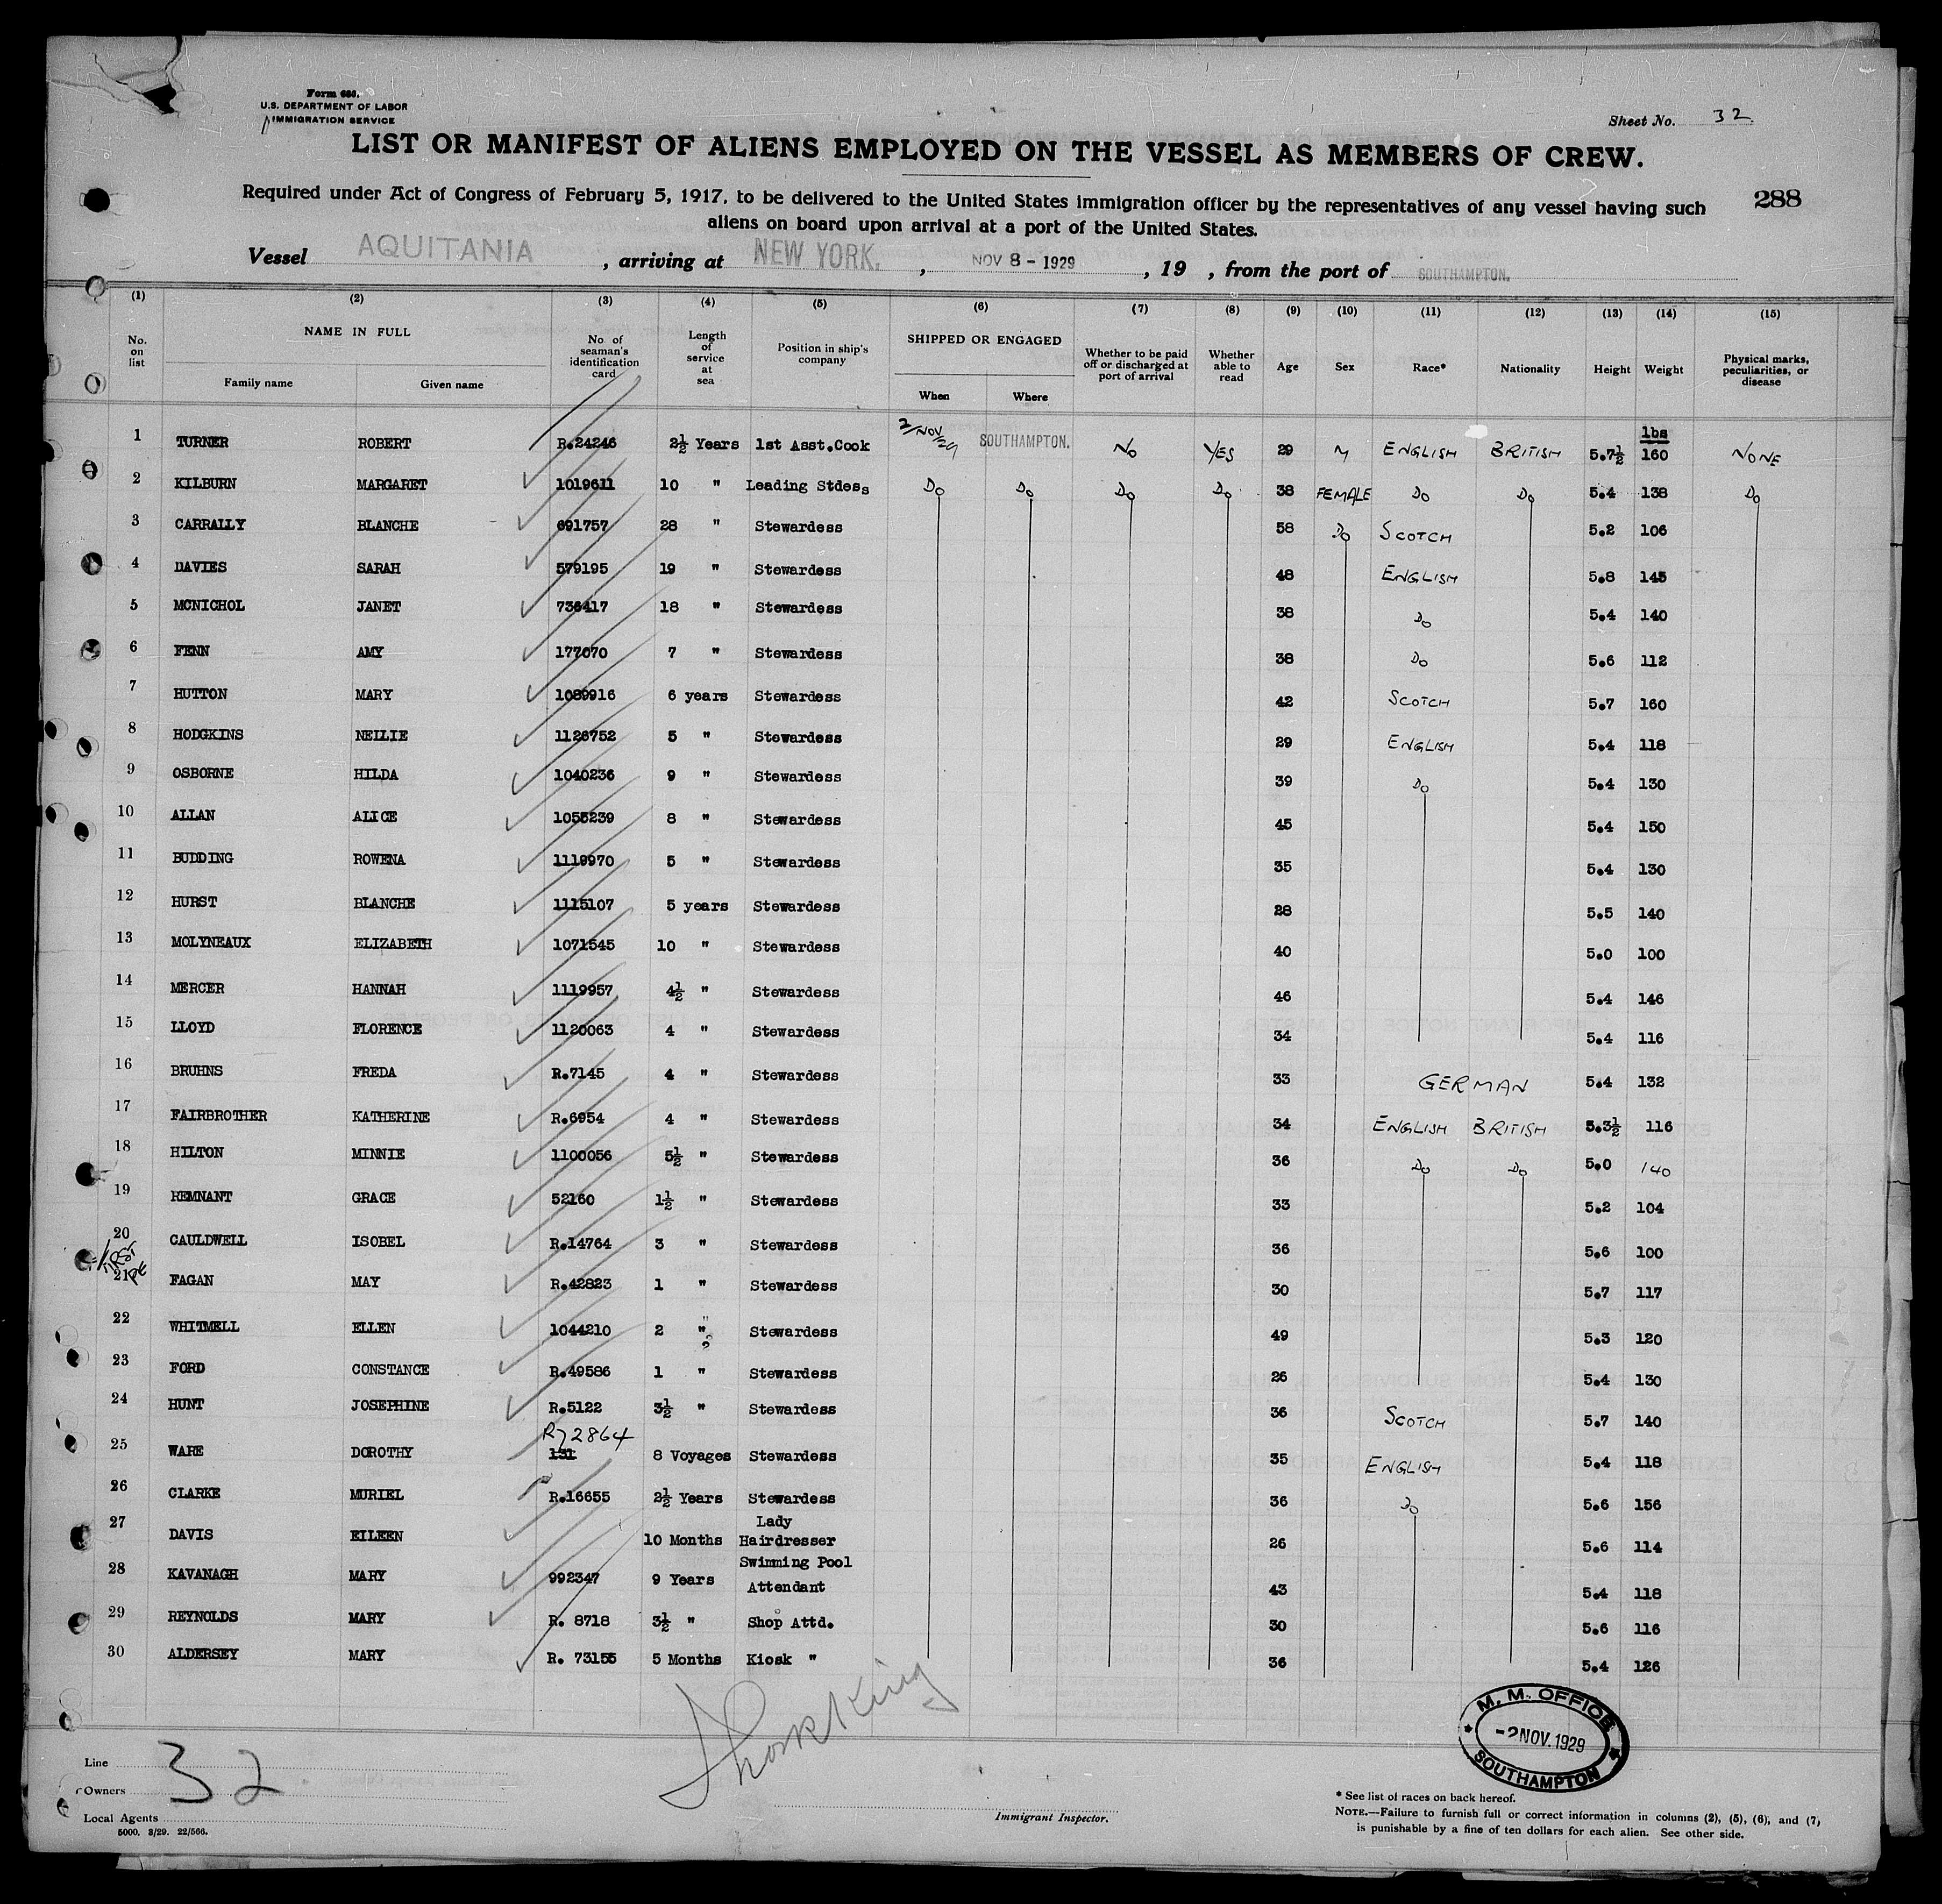 Form 686.
U.S. DEPARTMENT OF LABOR
IMMIGRATION SERVICE
Sheet No. 32
LIST OR MANIFEST OF ALIENS EMPLOYED ON THE VESSEL AS MEMBERS OF CREW.
Required under Act of Congress of February 5, 1917, to be delivered to the United States immigration officer by the representatives of any vessel having such
aliens on board upon arrival at a port of the United States.
288
Vessel AQUITANIA, arriving at NEW YORK., NOV 8 - 1929, 19 , from the port of SOUTHAMPTON.
(1) (2) (3) (4) (5) (6) (7) (8) (9) (10) (11) (12) (13) (14) (15)
No. on list NAME IN FULL Family name Given name No. of seaman's identification card Length of service at sea Position in ship's company SHIPPED OR ENGAGED When Where Whether to be paid off or discharged at port of arrival Whether able to read Age Sex Race* Nationality Height Weight Physical marks, peculiarities, or disease
lbs
1 TURNER ROBERT R.24246 2½ Years 1st Asst.Cook 2/NOV/29 SOUTHAMPTON. No YES 29 M ENGLISH BRITISH 5.7½ 160 NONE
2 KILBURN MARGARET 1019611 10 " Leading Stdess Do Do Do Do 38 FEMALE Do Do 5.4 138 Do
3 CARRALLY BLANCHE 691757 28 " Stewardess 58 Do SCOTCH 5.2 106
4 DAVIES SARAH 579195 19 " Stewardess 48 ENGLISH 5.8 145
5 MCNICHOL JANET 736417 18 " Stewardess 38 Do 5.4 140
6 FENN AMY 177070 7 " Stewardess 38 Do 5.6 112
7 HUTTON MARY 1089916 6 years Stewardess 42 SCOTCH 5.7 160
8 HODGKINS NELLIE 1126752 5 " Stewardess 29 ENGLISH 5.4 118
9 OSBORNE HILDA 1040236 9 " Stewardess 39 Do 5.4 130
10 ALLAN ALICE 1055239 8 " Stewardess 45 5.4 150
11 BUDDING ROWENA 1119970 5 " Stewardess 35 5.4 130
12 HURST BLANCHE 1115107 5 years Stewardess 28 5.5 140
13 MOLYNEAUX ELIZABETH 1071545 10 " Stewardess 40 5.0 100
14 MERCER HANNAH 1119957 4½ " Stewardess 46 5.4 146
15 LLOYD FLORENCE 1120063 4 " Stewardess 34 5.4 116
16 BRUHNS FREDA R.7145 4 " Stewardess 33 GERMAN 5.4 132
17 FAIRBROTHER KATHERINE R.6954 4 " Stewardess 34 ENGLISH BRITISH 5.3½ 116
18 HILTON MINNIE 1100056 5½ " Stewardess 36 Do Do 5.0 140
19 REMNANT GRACE 52160 1½ " Stewardess 33 5.2 104
20 CAULDWELL ISOBEL R.14764 3 " Stewardess 36 5.6 100
21 FAGAN MAY R.42823 1 " Stewardess 30 5.7 117
22 WHITMELL ELLEN 1044210 2 " Stewardess 49 5.3 120
23 FORD CONSTANCE R.49586 1 " Stewardess 26 5.4 130
24 HUNT JOSEPHINE R.5122 3½ " Stewardess 36 SCOTCH 5.7 140
R72864
25 WARE DOROTHY 131 8 Voyages Stewardess 35 ENGLISH 5.4 118
26 CLARKE MURIEL R.16655 2½ Years Stewardess 36 Do 5.6 156
27 DAVIS EILEEN 10 Months Lady Hairdresser 26 5.6 114
28 KAVANAGH MARY 992347 9 Years Swimming Pool Attendant 43 5.4 118
29 REYNOLDS MARY R. 8718 3½ " Shop Attd. 30 5.6 116
30 ALDERSEY MARY R. 73155 5 Months Kiosk " 36 5.4 126
M. M. OFFICE
-2 NOV. 1929
SOUTHAMPTON
Line
Owners
32
Local Agents
5000. 3/29. 22/566.
Immigrant Inspector.
* See list of races on back hereof.
NOTE.—Failure to furnish full or correct information in columns (2), (5), (6), and (7),
is punishable by a fine of ten dollars for each alien. See other side.